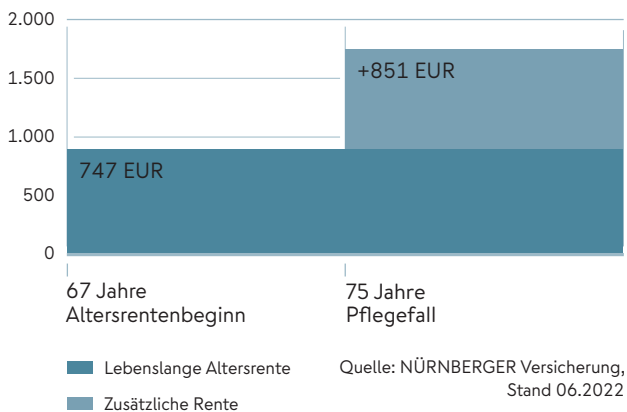 2.000
1.500
1.000
500
0
+851 EUR
747 EUR
67 Jahre
Altersrentenbeginn
75 Jahre
Pflegefall
Lebenslange Altersrente
Zusätzliche Rente
Quelle: NÜRNBERGER Versicherung,
Stand 06.2022